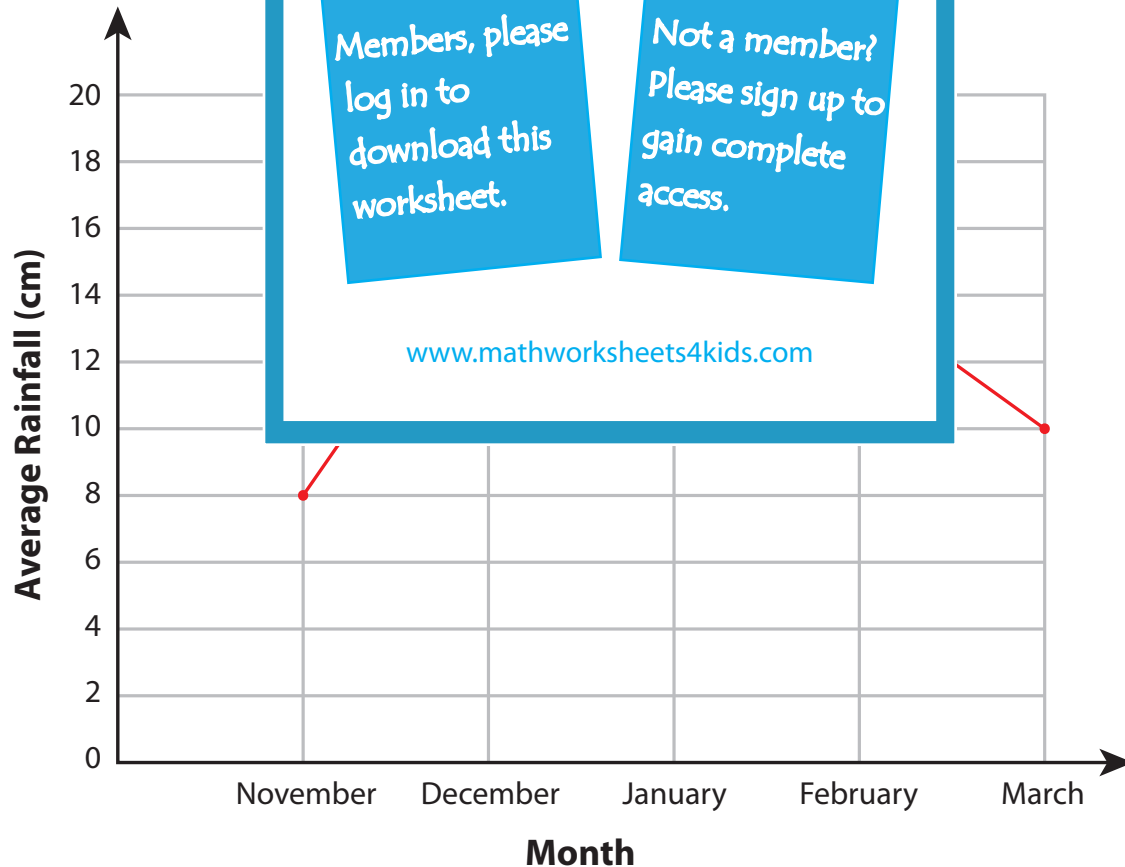 Members, please
log in to
download this
worksheet.
Not a member?
Please sign up to
gain complete
access.
www.mathworksheets4kids.com
Average Rainfall (cm)
20
18
16
14
12
10
8
6
4
2
0
November December January February March
Month